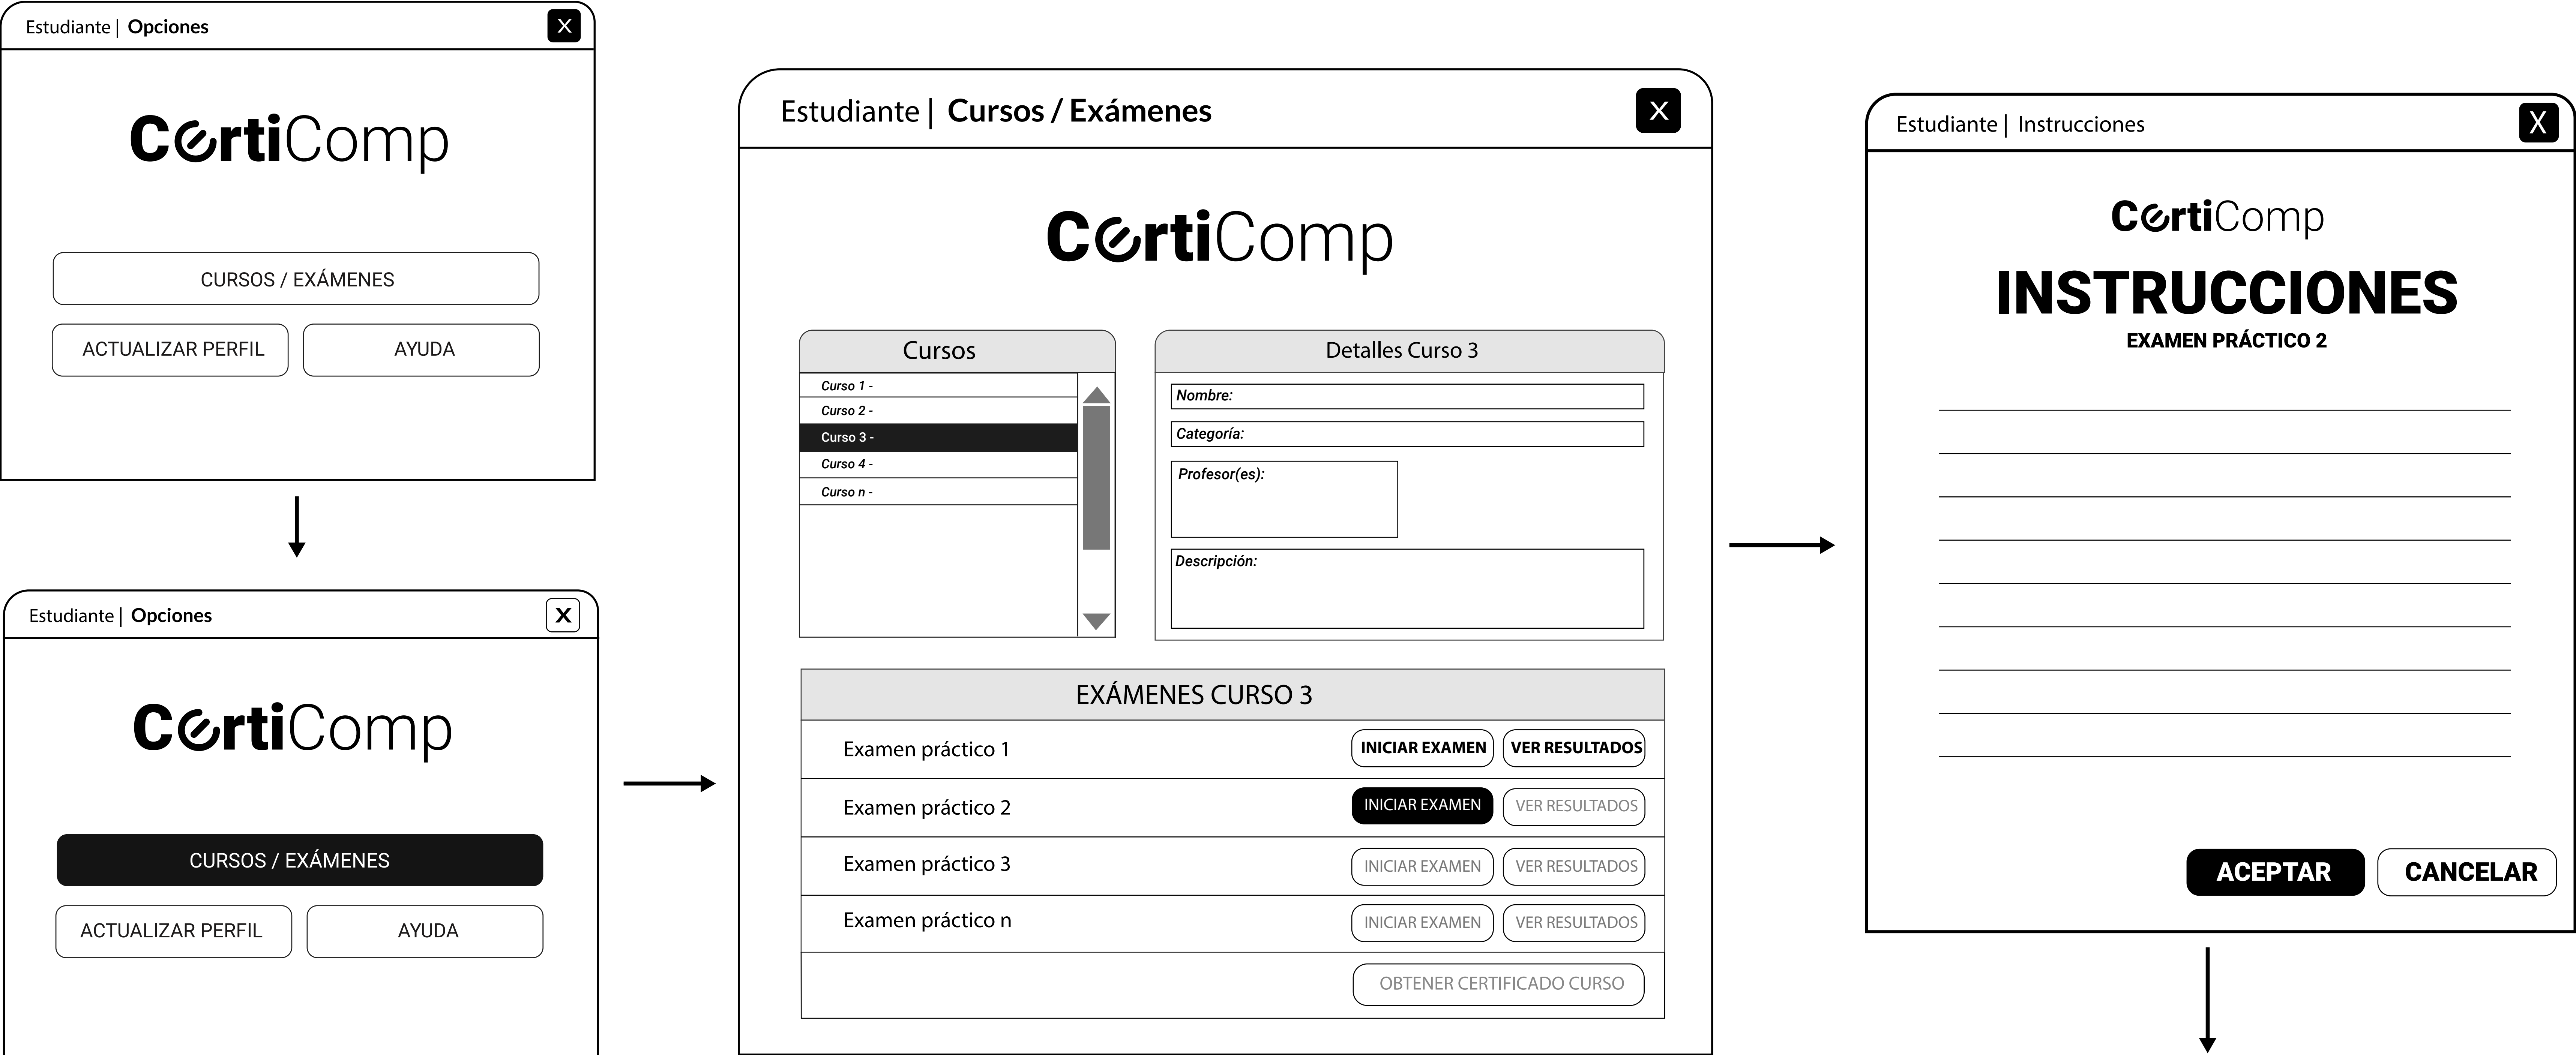 Estudiante | Opciones
X
CertiComp
CURSOS / EXÁMENES
ACTUALIZAR PERFIL
AYUDA
Estudiante | Opciones
X
CertiComp
CURSOS / EXÁMENES
ACTUALIZAR PERFIL
AYUDA
Estudiante | Cursos / Exámenes
X
CertiComp
Cursos
Curso 1 -
Curso 2 -
Curso 3 -
Curso 4 -
Curso n -
Detalles Curso 3
Nombre:
Categoría:
Profesor(es):
Descripción:
EXÁMENES CURSO 3
Examen práctico 1 INICIAR EXAMEN VER RESULTADOS
Examen práctico 2 INICIAR EXAMEN VER RESULTADOS
Examen práctico 3 INICIAR EXAMEN VER RESULTADOS
Examen práctico n INICIAR EXAMEN VER RESULTADOS
OBTENER CERTIFICADO CURSO
Estudiante | Instrucciones
X
CertiComp
INSTRUCCIONES
EXAMEN PRÁCTICO 2
ACEPTAR
CANCELAR